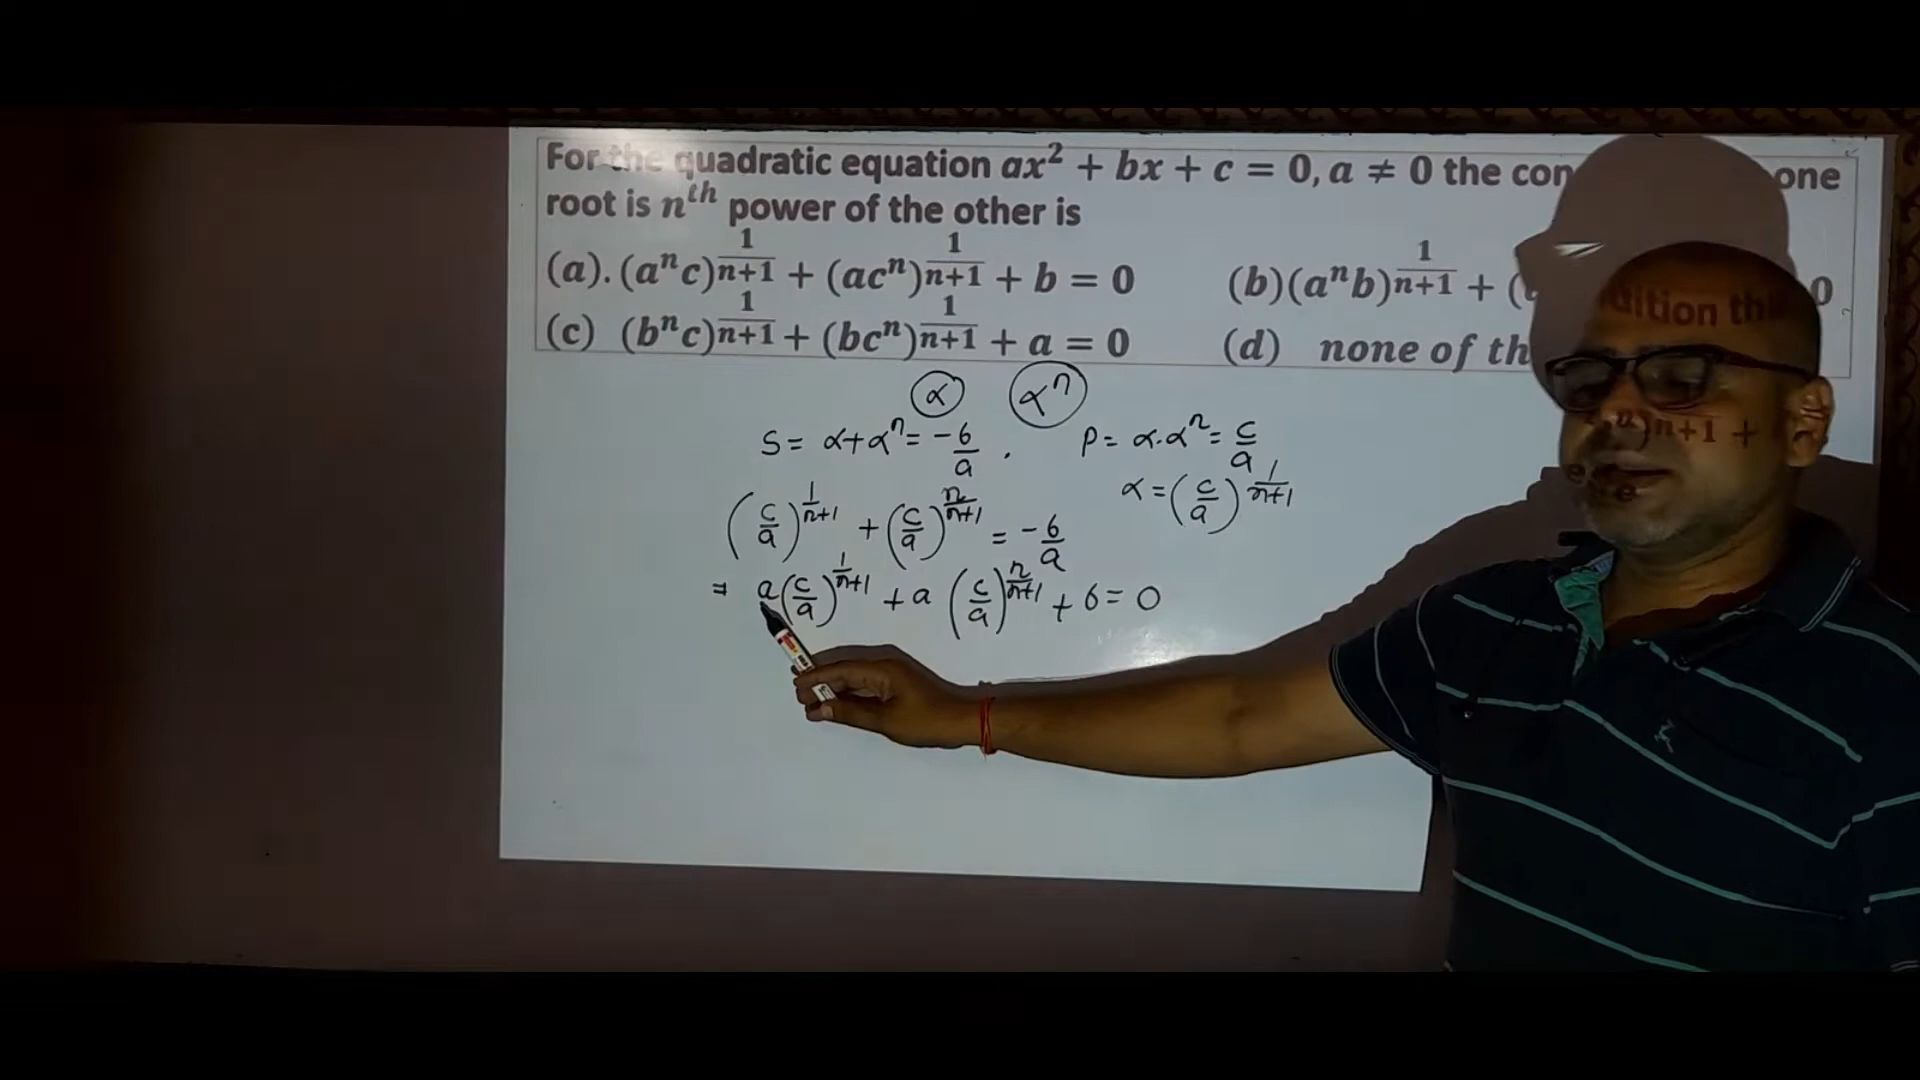 For the quadratic equation ax² + bx + c = 0, a ≠ 0 the one
root is nᵗʰ power of the other is
(a). (aⁿc)^(1/(n+1)) + (acⁿ)^(1/(n+1)) + b = 0 (b)(aⁿb)^(1/(n+1)) + ( 0
(c) (bⁿc)^(1/(n+1)) + (bcⁿ)^(1/(n+1)) + a = 0 (d) none of
α αⁿ
S = α+αⁿ = -b/a . P = α.αⁿ = c/a
α = (c/a)^(1/(n+1))
(c/a)^(1/(n+1)) + (c/a)^(n/(n+1)) = -b/a
⇒ a(c/a)^(1/(n+1)) + a (c/a)^(n/(n+1)) + b = 0